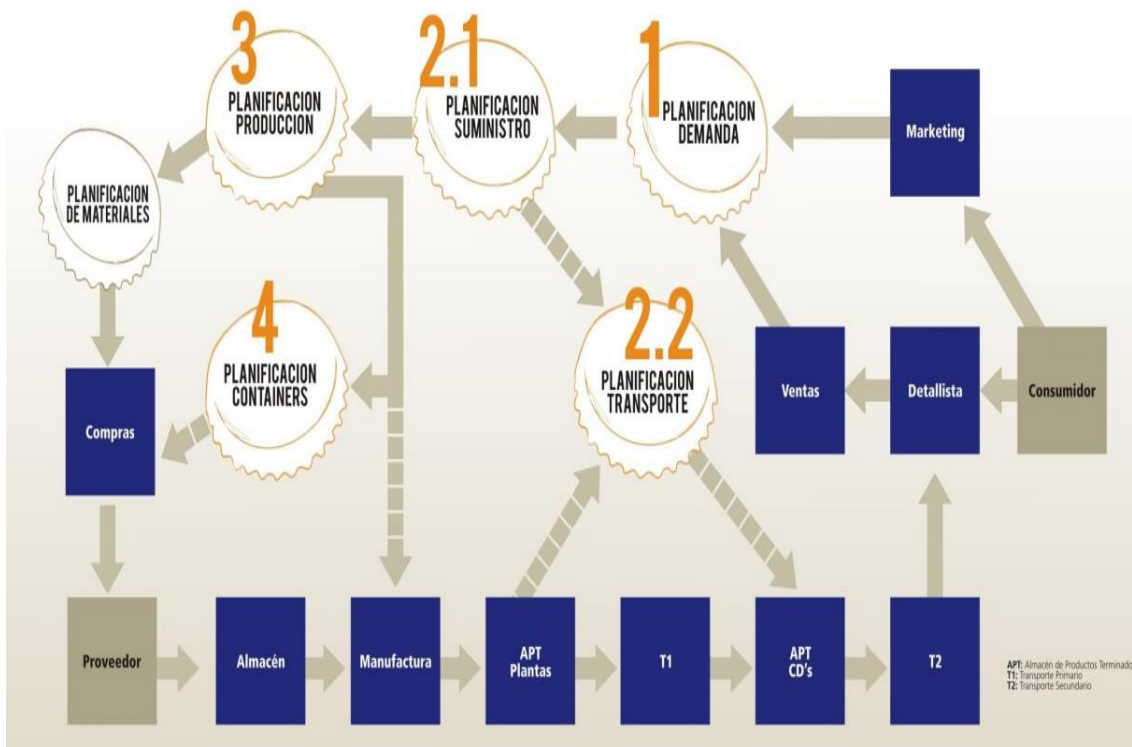 3
PLANIFICACION
PRODUCCION
2.1
PLANIFICACION
SUMINISTRO
1
PLANIFICACION
DEMANDA
Marketing
PLANIFICACION
DE MATERIALES
4
PLANIFICACION
CONTAINERS
2.2
PLANIFICACION
TRANSPORTE
Ventas
Detallista
Consumidor
Compras
Proveedor
Almacén
Manufactura
APT
Plantas
T1
APT
CD's
T2
APT: Almacén de Productos Terminado
T1: Transporte Primario
T2: Transporte Secundario